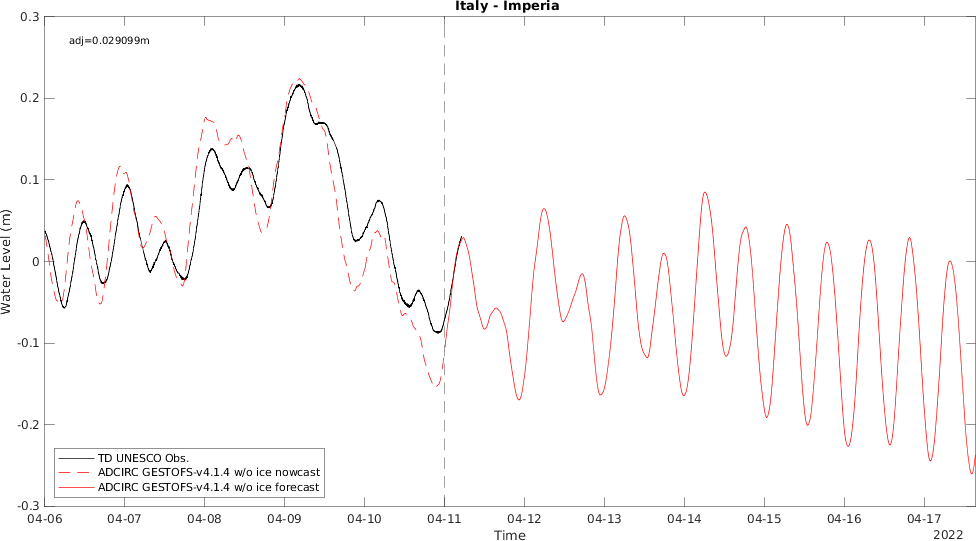 Italy - Imperia
adj=0.029099m
0.3
0.2
0.1
0
-0.1
-0.2
-0.3
Water Level (m)
TD UNESCO Obs.
ADCIRC GESTOFS-v4.1.4 w/o ice nowcast
ADCIRC GESTOFS-v4.1.4 w/o ice forecast
04-06 04-07 04-08 04-09 04-10 04-11 04-12 04-13 04-14 04-15 04-16 04-17
Time
2022